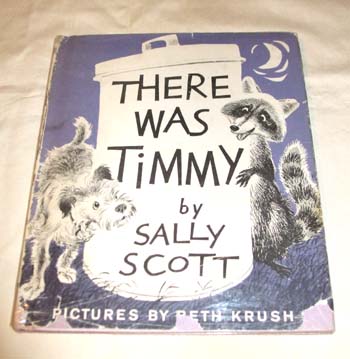 THERE
WAS
TiMMY
by
SALLY
SCOTT
PICTURES BY BETH KRUSH